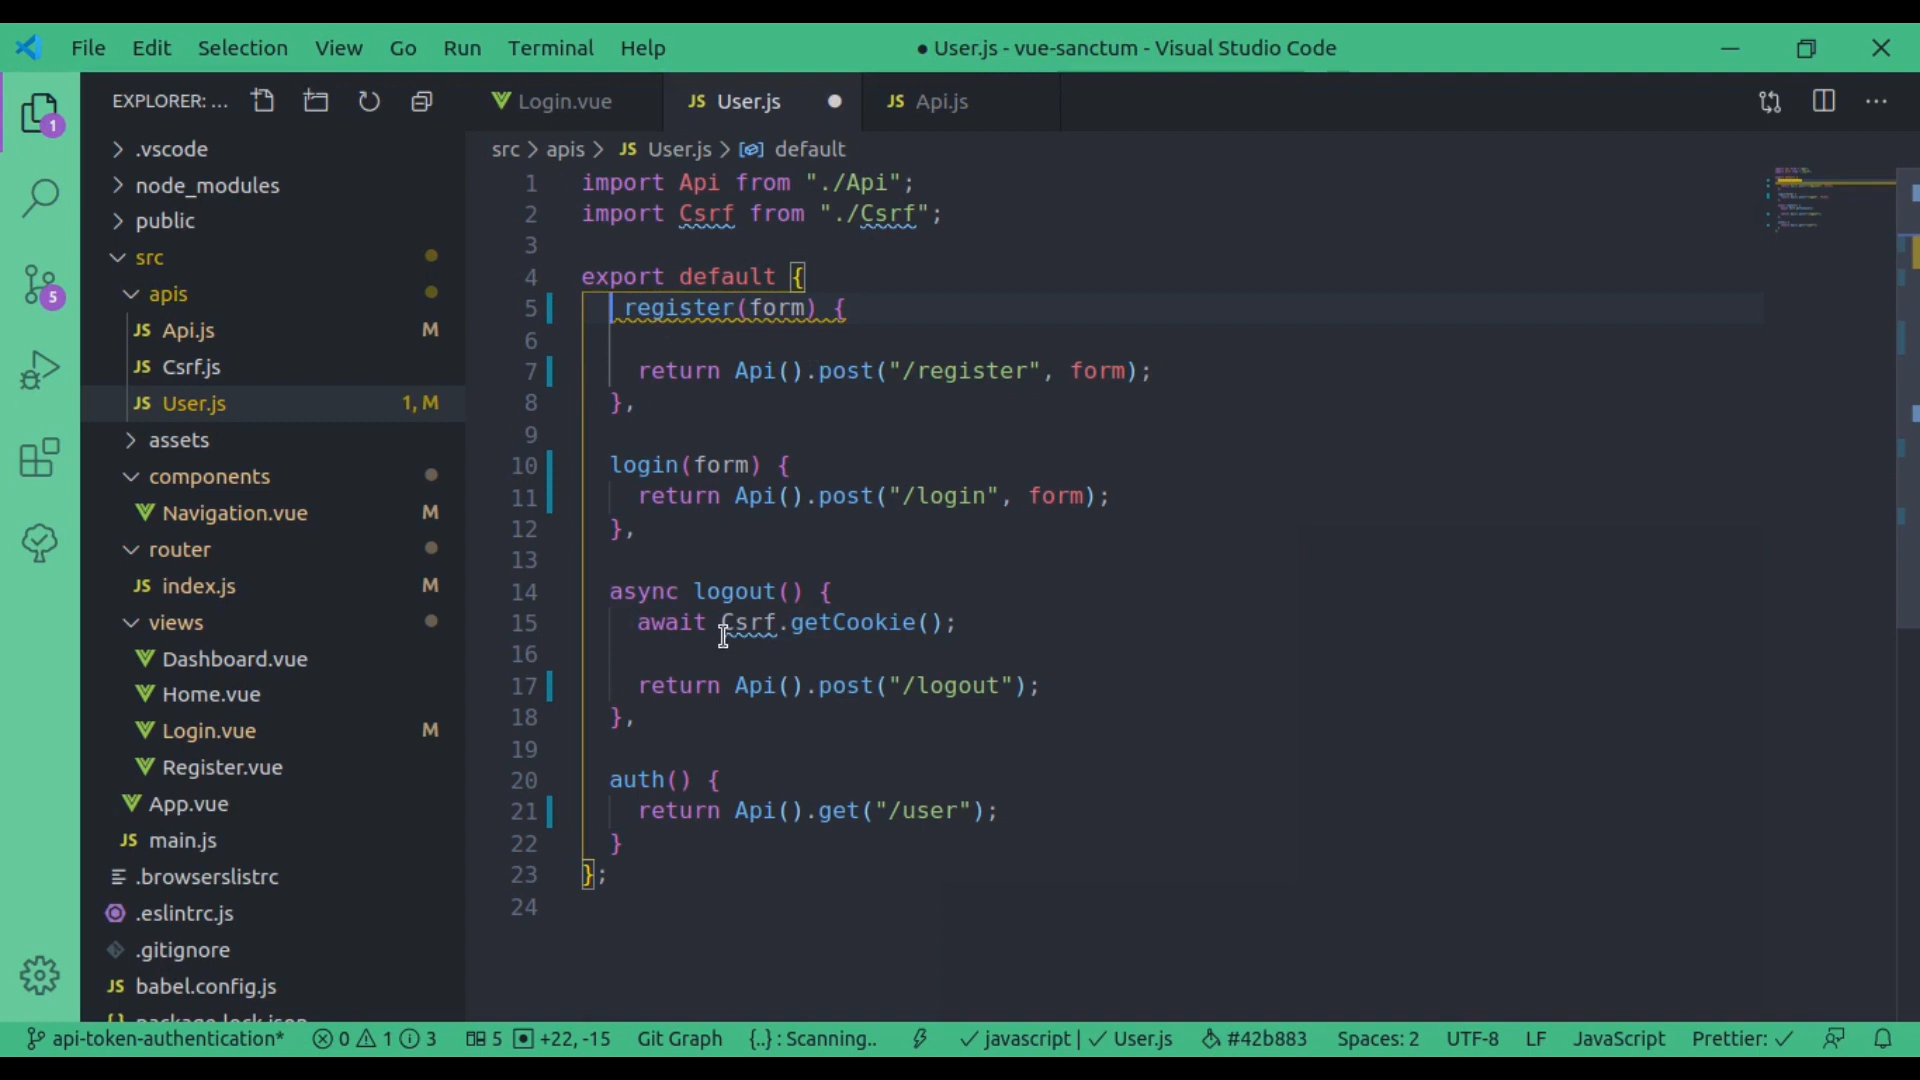 File Edit Selection View Go Run Terminal Help ● User.js - vue-sanctum - Visual Studio Code
EXPLORER: ...
Login.vue JS User.js ● JS Api.js
src > apis > JS User.js > default
.vscode
node_modules
public
src
apis
JS Api.js M
JS Csrf.js
JS User.js 1, M
assets
components
Navigation.vue M
router
JS index.js M
views
Dashboard.vue
Home.vue
Login.vue M
Register.vue
App.vue
JS main.js
.browserslistrc
.eslintrc.js
.gitignore
JS babel.config.js
package-lock.json
1
5
1 import Api from "./Api";
2 import Csrf from "./Csrf";
3
4 export default {
5 register(form) {
6
7 return Api().post("/register", form);
8 },
9
10 login(form) {
11 return Api().post("/login", form);
12 },
13
14 async logout() {
15 await Csrf.getCookie();
16
17 return Api().post("/logout");
18 },
19
20 auth() {
21 return Api().get("/user");
22 }
23 };
24
api-token-authentication* 0 1 3 5 +22, -15 Git Graph {..} : Scanning.. ✓ javascript | ✓ User.js #42b883 Spaces: 2 UTF-8 LF JavaScript Prettier: ✓